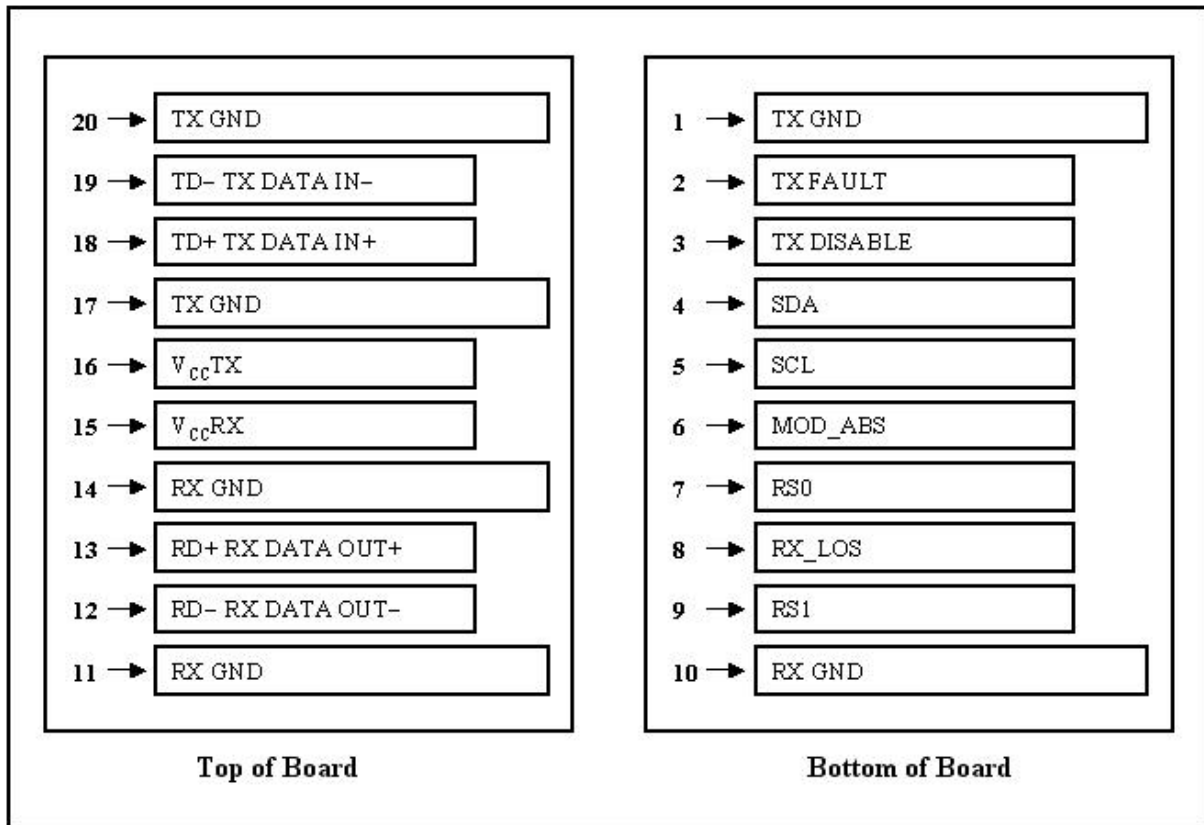 20 TX GND
19 TD− TX DATA IN−
18 TD+ TX DATA IN+
17 TX GND
16 VCCTX
15 VCCRX
14 RX GND
13 RD+ RX DATA OUT+
12 RD− RX DATA OUT−
11 RX GND
Top of Board
1 TX GND
2 TX FAULT
3 TX DISABLE
4 SDA
5 SCL
6 MOD_ABS
7 RS0
8 RX_LOS
9 RS1
10 RX GND
Bottom of Board